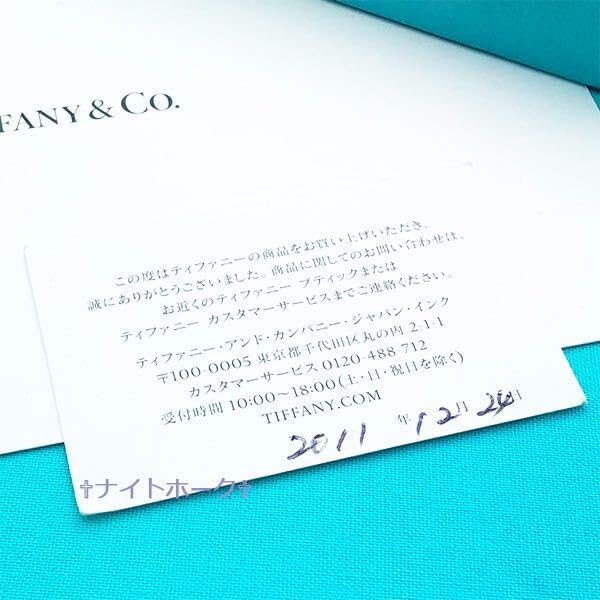 FANY & CO.
この度はティファニーの商品をお買い上げいただき、
誠にありがとうございました。商品に関してのお問い合わせは、
お近くのティファニー ブティックまたは
ティファニー カスタマーサービスまでご連絡ください。
ティファニー・アンド・カンパニー・ジャパン・インク
〒100-0005 東京都千代田区丸の内 2-1-1
カスタマーサービス 0120-488-712
受付時間 10:00〜18:00(土・日・祝日を除く)
TIFFANY.COM
2011 年 12 月 24 日
✝ナイトホーク✝